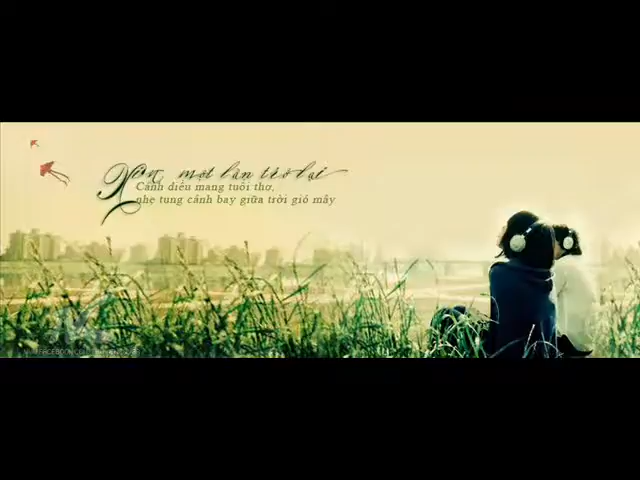 Xin một lần trở lại
Cánh diều mang tuổi thơ,
nhẹ tung cánh bay giữa trời gió mây